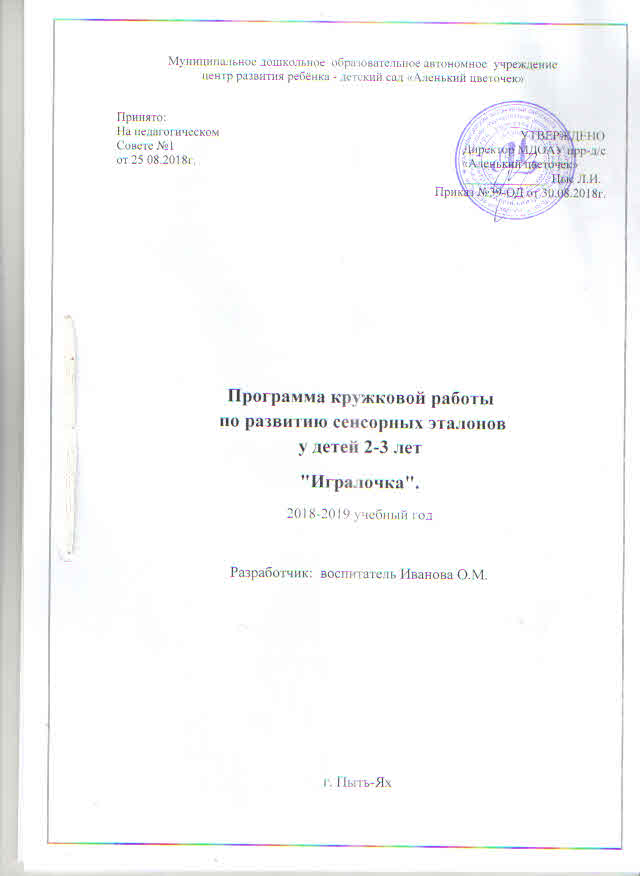 Муниципальное дошкольное образовательное автономное учреждение
центр развития ребёнка - детский сад «Аленький цветочек»
Принято:
На педагогическом
Совете №1
от 25 08.2018г.
УТВЕРЖДЕНО
Директор МДОАУ црр-д/с
«Аленький цветочек»
Цыс Л.И.
Приказ №39-ОД от 30.08.2018г.
Программа кружковой работы
по развитию сенсорных эталонов
у детей 2-3 лет
"Игралочка".
2018-2019 учебный год
Разработчик: воспитатель Иванова О.М.
г. Пыть-Ях